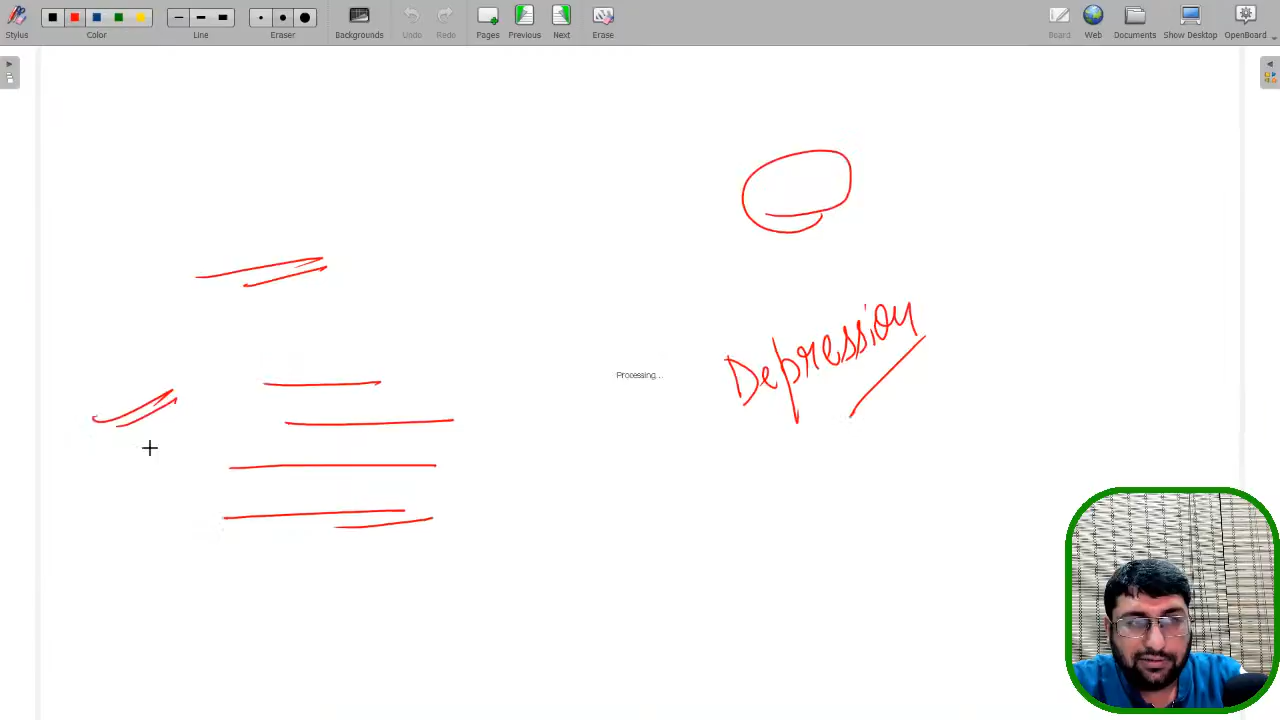 Stylus
Color
Line
Eraser
Backgrounds
Undo
Redo
Pages
Previous
Next
Erase
Board
Web
Documents
Show Desktop
OpenBoard
Depression
Processing...